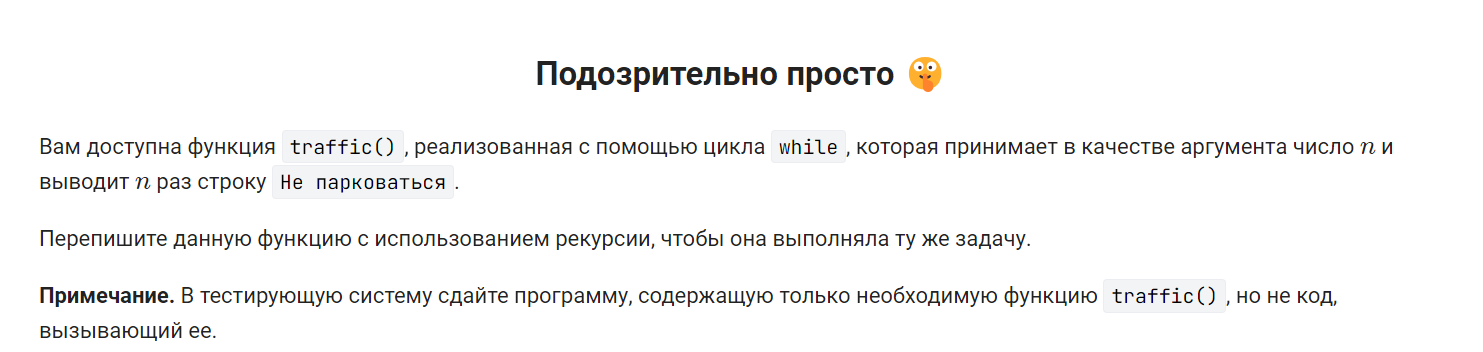 Подозрительно просто 🤪
Вам доступна функция traffic(), реализованная с помощью цикла while, которая принимает в качестве аргумента число n и
выводит n раз строку Не парковаться.
Перепишите данную функцию с использованием рекурсии, чтобы она выполняла ту же задачу.
Примечание. В тестирующую систему сдайте программу, содержащую только необходимую функцию traffic(), но не код,
вызывающий ее.